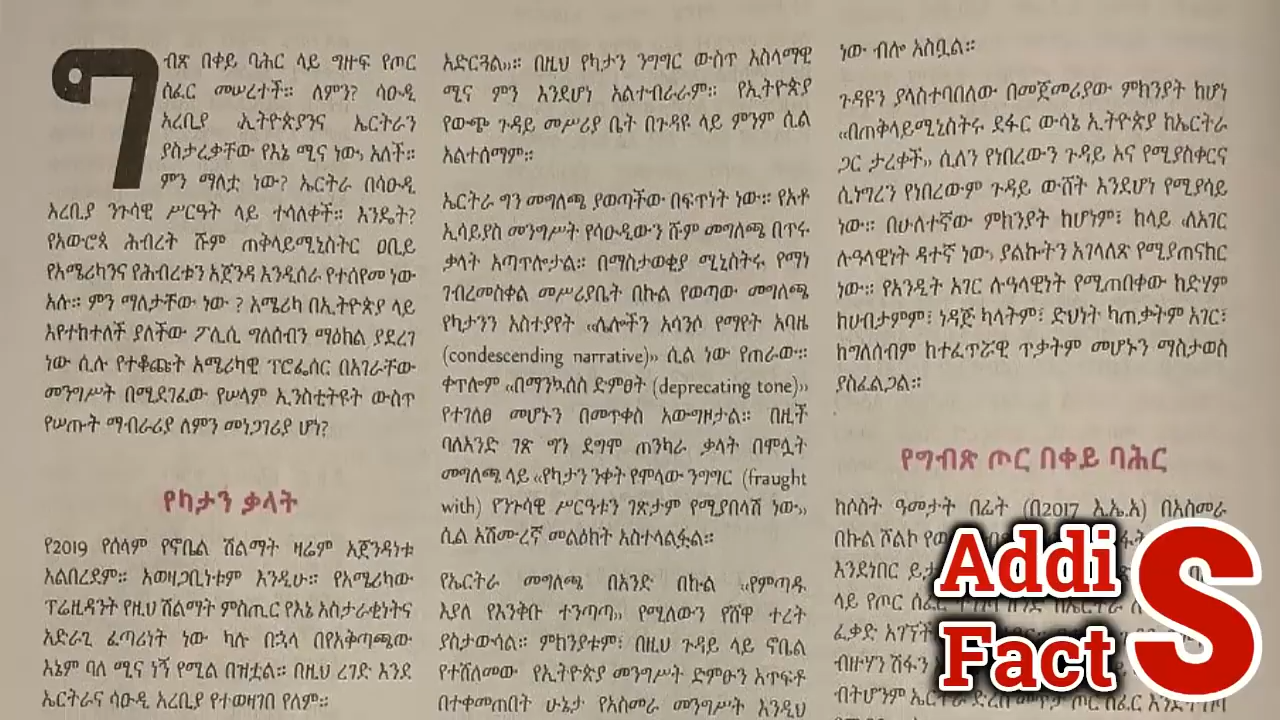 ግብጽ በቀይ ባሕር ላይ ግዙፍ የጦር
ሰፈር መሠረተች። ለምን? ሳዑዲ
አረቢያ ‹ኢትዮጵያንና ኤርትራን
ያስታረቃቸው የእኔ ሚና ነው› አለች።
ምን ማለቷ ነው? ኤርትራ በሳዑዲ
አረቢያ ንጉሳዊ ሥርዓት ላይ ተሳለቀች። እንዴት?
የአውሮጳ ሕብረት ሹም ጠቅላይሚኒስትር ዐቢይ
የአሜሪካንና የሕብረቱን አጀንዳ እንዲሰራ የተሰየመ ነው
አሉ። ምን ማለታቸው ነው ? አሜሪካ በኢትዮጵያ ላይ
እየተከተለች ያለችው ፖሊሲ ግለሰብን ማዕከል ያደረገ
ነው ሲሉ የተቆጩት አሜሪካዊ ፕሮፌሰር በአገራቸው
መንግሥት በሚደገፈው የሠላም ኢንስቲትዩት ውስጥ
የሠጡት ማብራሪያ ለምን መነጋገሪያ ሆነ?
የካታን ቃላት
የ2019 የሰላም የኖቤል ሽልማት ዛሬም አጀንዳነቱ
አልበረደም። አወዛጋቢነቱም እንዲሁ። የአሜሪካው
ፕሬዚዳንት የዚህ ሽልማት ምስጢር የእኔ አስታራቂነትና
አድራጊ ፈጣሪነት ነው ካሉ በኋላ በየአቅጣጫው
እኔም ባለ ሚና ነኝ የሚል በዝቷል። በዚህ ረገድ እንደ
ኤርትራና ሳዑዲ አረቢያ የተወዛገበ የለም።
አድርጓል››። በዚህ የካታን ንግግር ውስጥ እስላማዊ
ሚና ምን እንደሆነ አልተብራራም። የኢትዮጵያ
የውጭ ጉዳይ መሥሪያ ቤት በጉዳዩ ላይ ምንም ሲል
አልተሰማም።
ኤርትራ ግን መግለጫ ያወጣችው በፍጥነት ነው። የአቶ
ኢሳይያስ መንግሥት የሳዑዲውን ሹም መግለጫ በጥሩ
ቃላት አጣጥሎታል። በማስታወቂያ ሚኒስትሩ የማነ
ገብረመስቀል መሥሪያቤት በኩል የወጣው መግለጫ
የካታንን አስተያየት ‹‹ሌሎችን አሳንሶ የማየት አባዜ
(condescending narrative)›› ሲል ነው የጠራው።
ቀጥሎም ‹‹በማንኳሰስ ድምፀት (deprecating tone)››
የተገለፀ መሆኑን በመጥቀስ አውግዞታል። በዚች
ባለአንድ ገጽ ግን ደግሞ ጠንካራ ቃላት በሞሏት
መግለጫ ላይ ‹‹የካታን ንቀት የሞላው ንግግር (fraught
with) የንጉሳዊ ሥርዓቱን ገጽታም የሚያበላሽ ነው››
ሲል አሽሙረኛ መልዕከት አስተላልፏል።
የኤርትራ መግለጫ በአንድ በኩል ‹‹የምጣዱ
እያለ የእንቅቡ ተንጣጣ›› የሚለውን የሸዋ ተረት
ያስታውሳል። ምክንያቱም፣ በዚህ ጉዳይ ላይ ኖቤል
የተሸለመው የኢትዮጵያ መንግሥት ድምፁን አጥፍቶ
በተቀመጠበት ሁኔታ የአስመራ መንግሥት እንዲህ
ነው ብሎ አስቧል።
ጉዳዩን ያላስተባበለው በመጀመሪያው ምክንያት ከሆነ
‹‹በጠቅላይሚኒስትሩ ደፋር ውሳኔ ኢትዮጵያ ከኤርትራ
ጋር ታረቀች›› ሲለን የነበረውን ጉዳይ እና የሚያስቀርና
ሲነግረን የነበረውም ጉዳይ ውሸት እንደሆነ የሚያሳይ
ነው። በሁለተኛው ምክንያት ከሆነም፣ ከላይ ‹ለአገር
ሉዓላዊነት ዳተኛ ነው› ያልኩትን አገላለጽ የሚያጠናክር
ነው። የአንዲት አገር ሉዓላዊነት የሚጠበቀው ከድሃም
ከሀብታምም፣ ነዳጅ ካላትም፣ ድህነት ካጠቃትም አገር፣
ከግለሰብም ከተፈጥሯዊ ጥቃትም መሆኑን ማስታወስ
ያስፈልጋል።
የግብጽ ጦር በቀይ ባሕር
ከሶስት ዓመታት በፊት (በ2017 ኢ.ኤ.አ) በአስመራ
በኩል ሾልኮ
እንደነበር
ላይ የጦር ሰፈር
ፈቃድ አገኘች
ብዙሃን ሽፋን
ብትሆንም
Addi
Fact
S